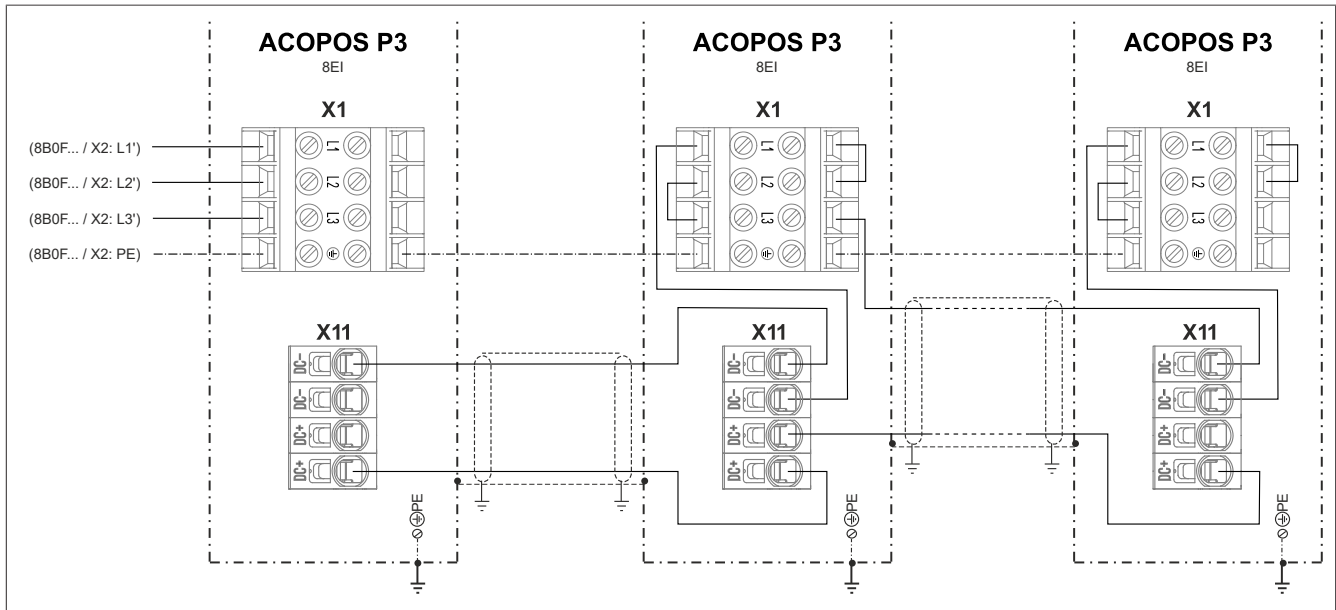 ACOPOS P3
8EI
X1
(8B0F... / X2: L1')
(8B0F... / X2: L2')
(8B0F... / X2: L3')
(8B0F... / X2: PE)
L1
L2
L3
X11
DC-
DC-
DC+
DC+
PE
ACOPOS P3
8EI
X1
L1
L2
L3
X11
DC-
DC-
DC+
DC+
PE
ACOPOS P3
8EI
X1
L1
L2
L3
X11
DC-
DC-
DC+
DC+
PE